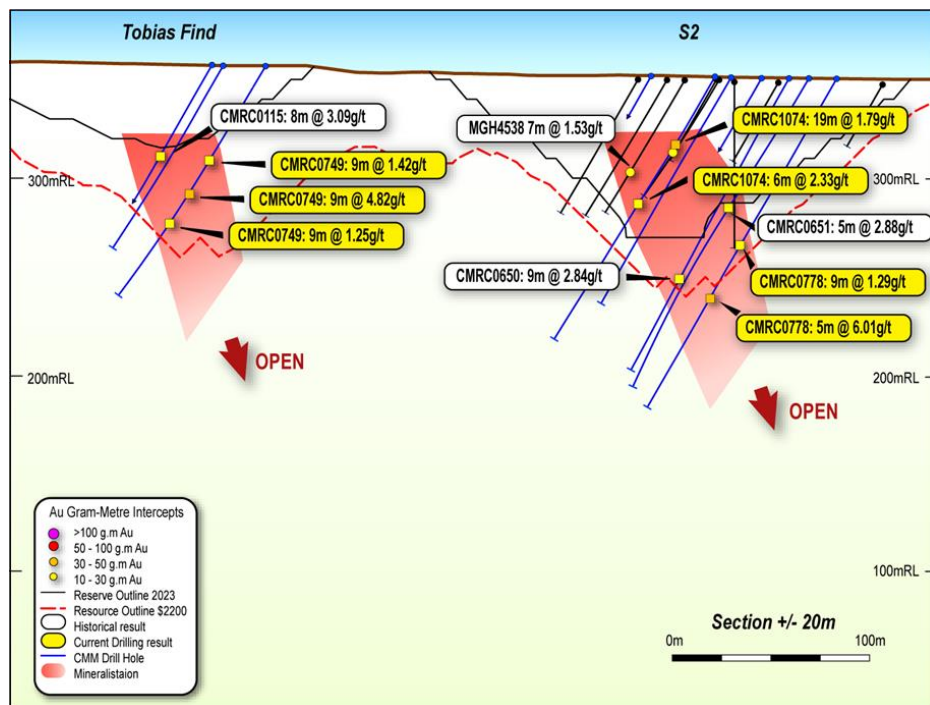 Tobias Find
S2
CMRC0115: 8m @ 3.09g/t
MGH4538 7m @ 1.53g/t
CMRC1074: 19m @ 1.79g/t
CMRC0749: 9m @ 1.42g/t
300mRL
CMRC1074: 6m @ 2.33g/t
300mRL
CMRC0749: 9m @ 4.82g/t
CMRC0749: 9m @ 1.25g/t
CMRC0651: 5m @ 2.88g/t
CMRC0650: 9m @ 2.84g/t
CMRC0778: 9m @ 1.29g/t
CMRC0778: 5m @ 6.01g/t
OPEN
200mRL
200mRL
OPEN
Au Gram-Metre Intercepts
>100 g.m Au
50 - 100 g.m Au
30 - 50 g.m Au
10 - 30 g.m Au
Reserve Outline 2023
Resource Outline $2200
Historical result
Current Drilling result
CMM Drill Hole
Mineralistaion
100mRL
Section +/- 20m
0m
100m